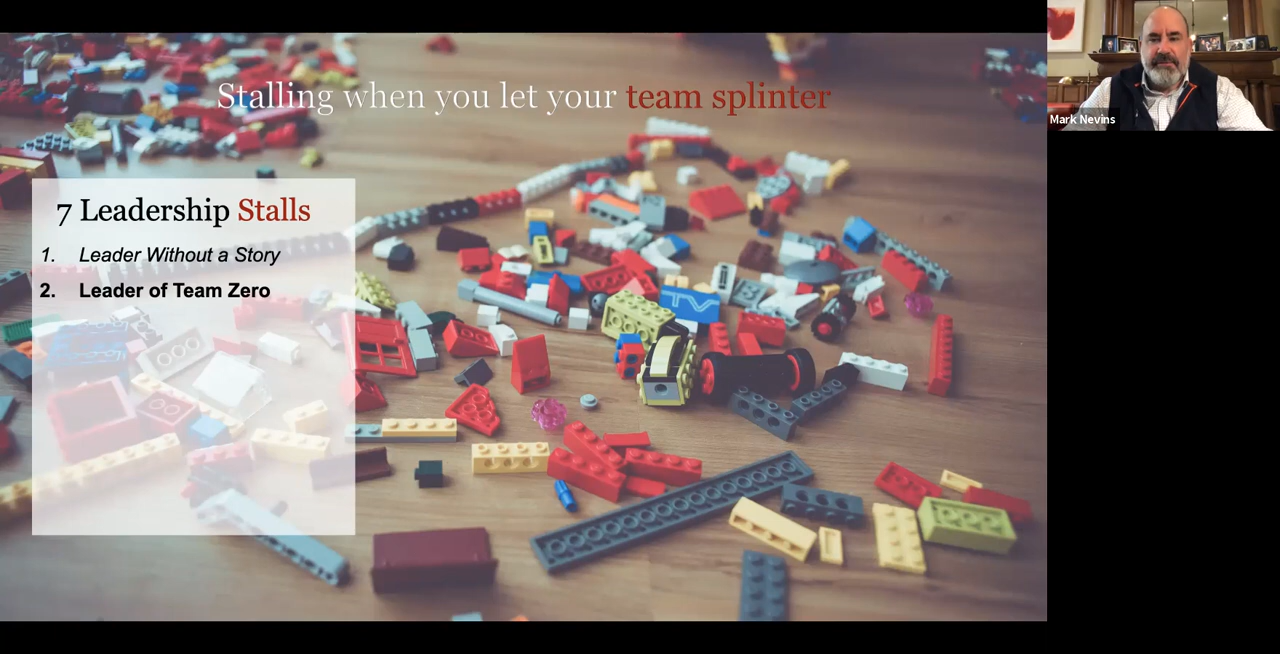 Stalling when you let your team splinter
Mark Nevins
7 Leadership Stalls
1. Leader Without a Story
2. Leader of Team Zero
TV